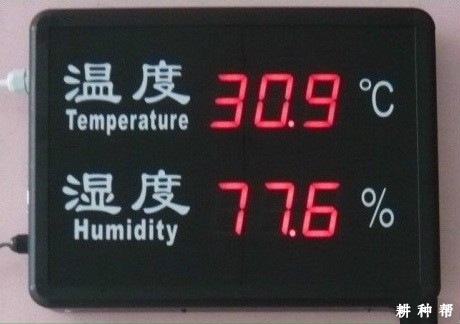 温度 30.9 ℃
Temperature
湿度 77.6 %
Humidity
耕种帮